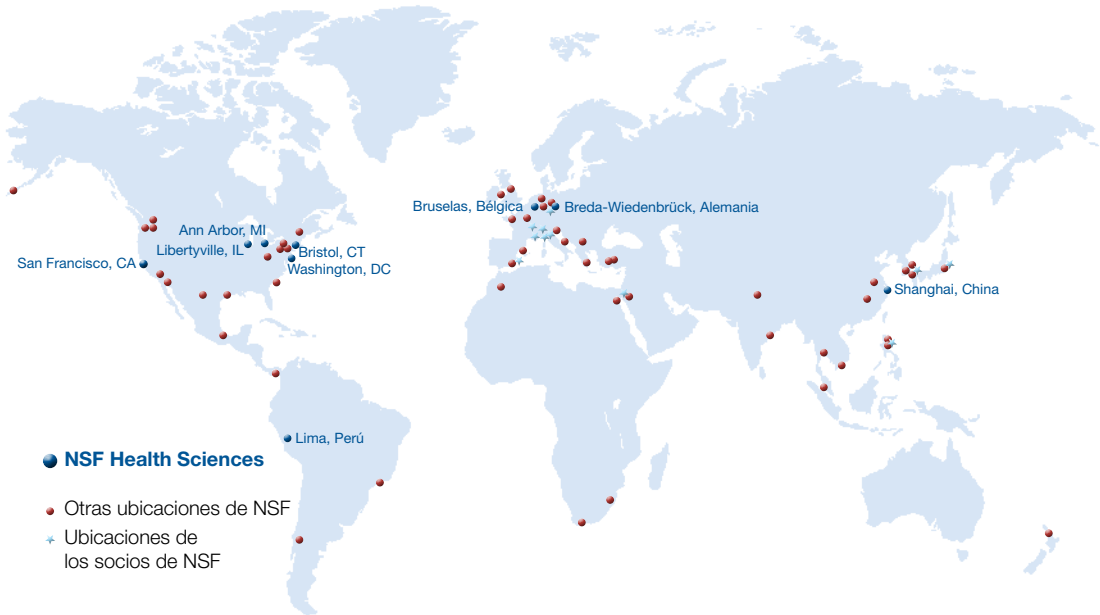 Bruselas, Bélgica
Breda-Wiedenbrück, Alemania
Ann Arbor, MI
Libertyville, IL
Bristol, CT
San Francisco, CA
Washington, DC
Shanghai, China
Lima, Perú
NSF Health Sciences
Otras ubicaciones de NSF
Ubicaciones de
los socios de NSF